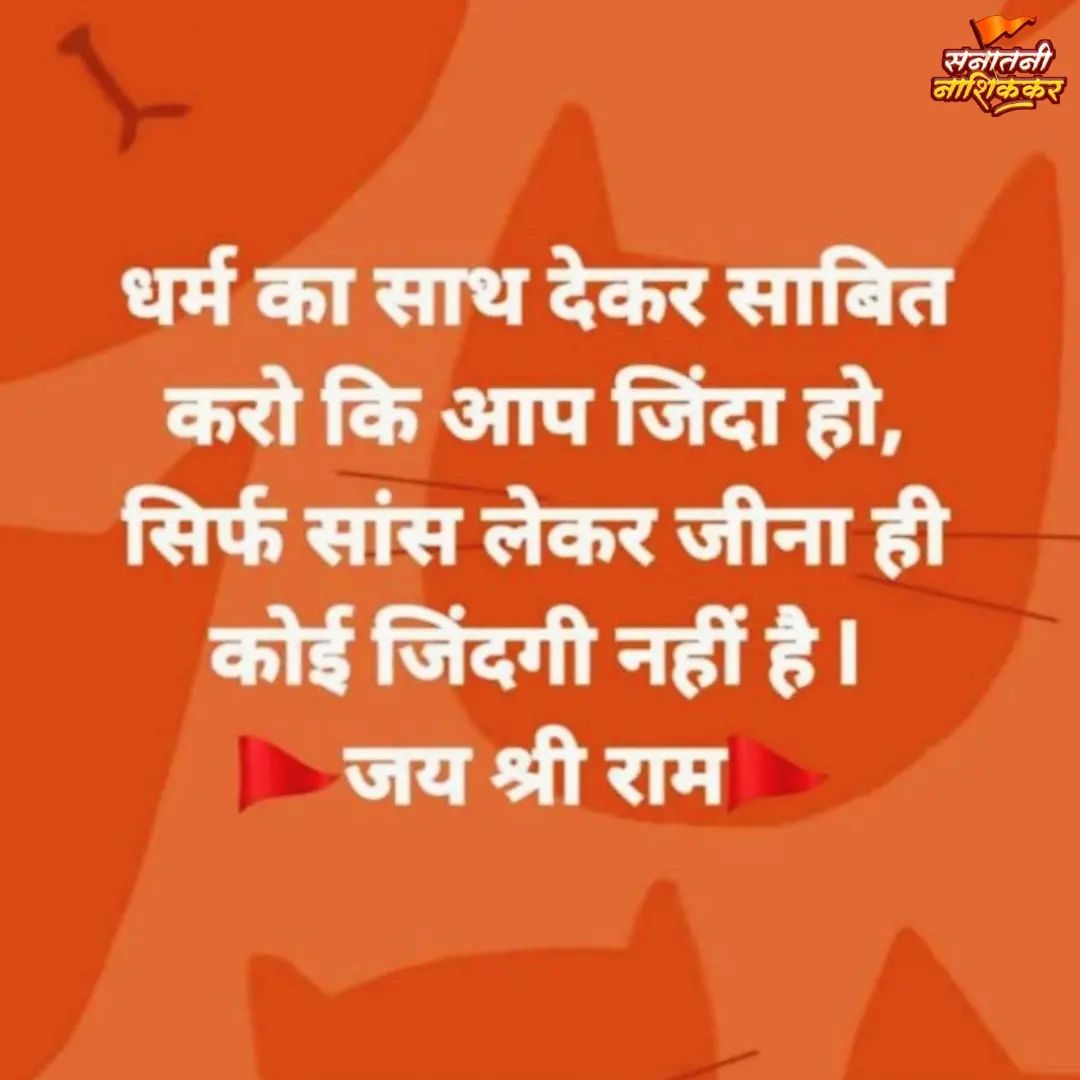 सनातनी
नाशिककर
धर्म का साथ देकर साबित
करो कि आप जिंदा हो,
सिर्फ सांस लेकर जीना ही
कोई जिंदगी नहीं है।
🚩जय श्री राम🚩